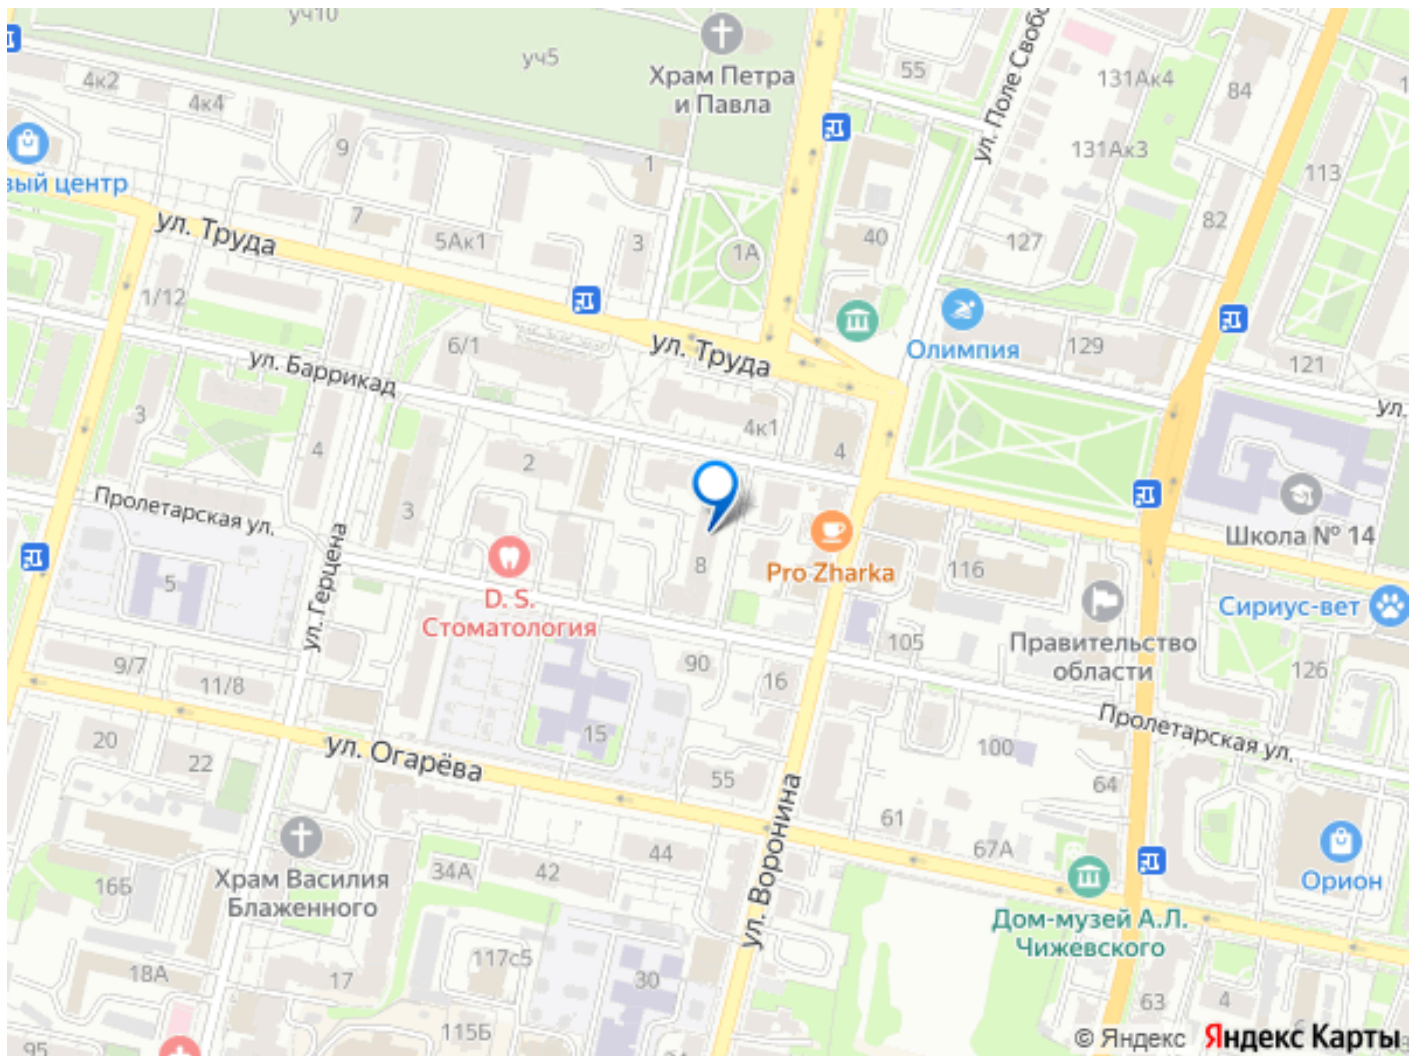 уч10
уч5
Храм Петра
и Павла
55
ул. Поле Свобо
131Ак4
84
4к2
4к4
9
1
131Ак3
113
вый центр
ул. Труда
7
5Ак1
3
1А
40
127
82
1/12
6/1
ул. Труда
Олимпия
129
121
ул. Баррикад
ул.
3
4
2
4к1
4
Пролетарская ул.
3
Школа № 14
ул. Герцена
5
D. S.
Стоматология
8
Pro Zharka
116
Сириус-вет
Правительство
области
105
126
9/7
11/8
90
16
Пролетарская ул.
20
22
ул. Огарёва
15
55
100
64
ул. Воронина
61
67А
44
42
34А
16Б
Храм Василия
Блаженного
Орион
Дом-музей А.Л.
Чижевского
18А
17
117с5
30
63
4
115Б
95
© Яндекс Яндекс Карты